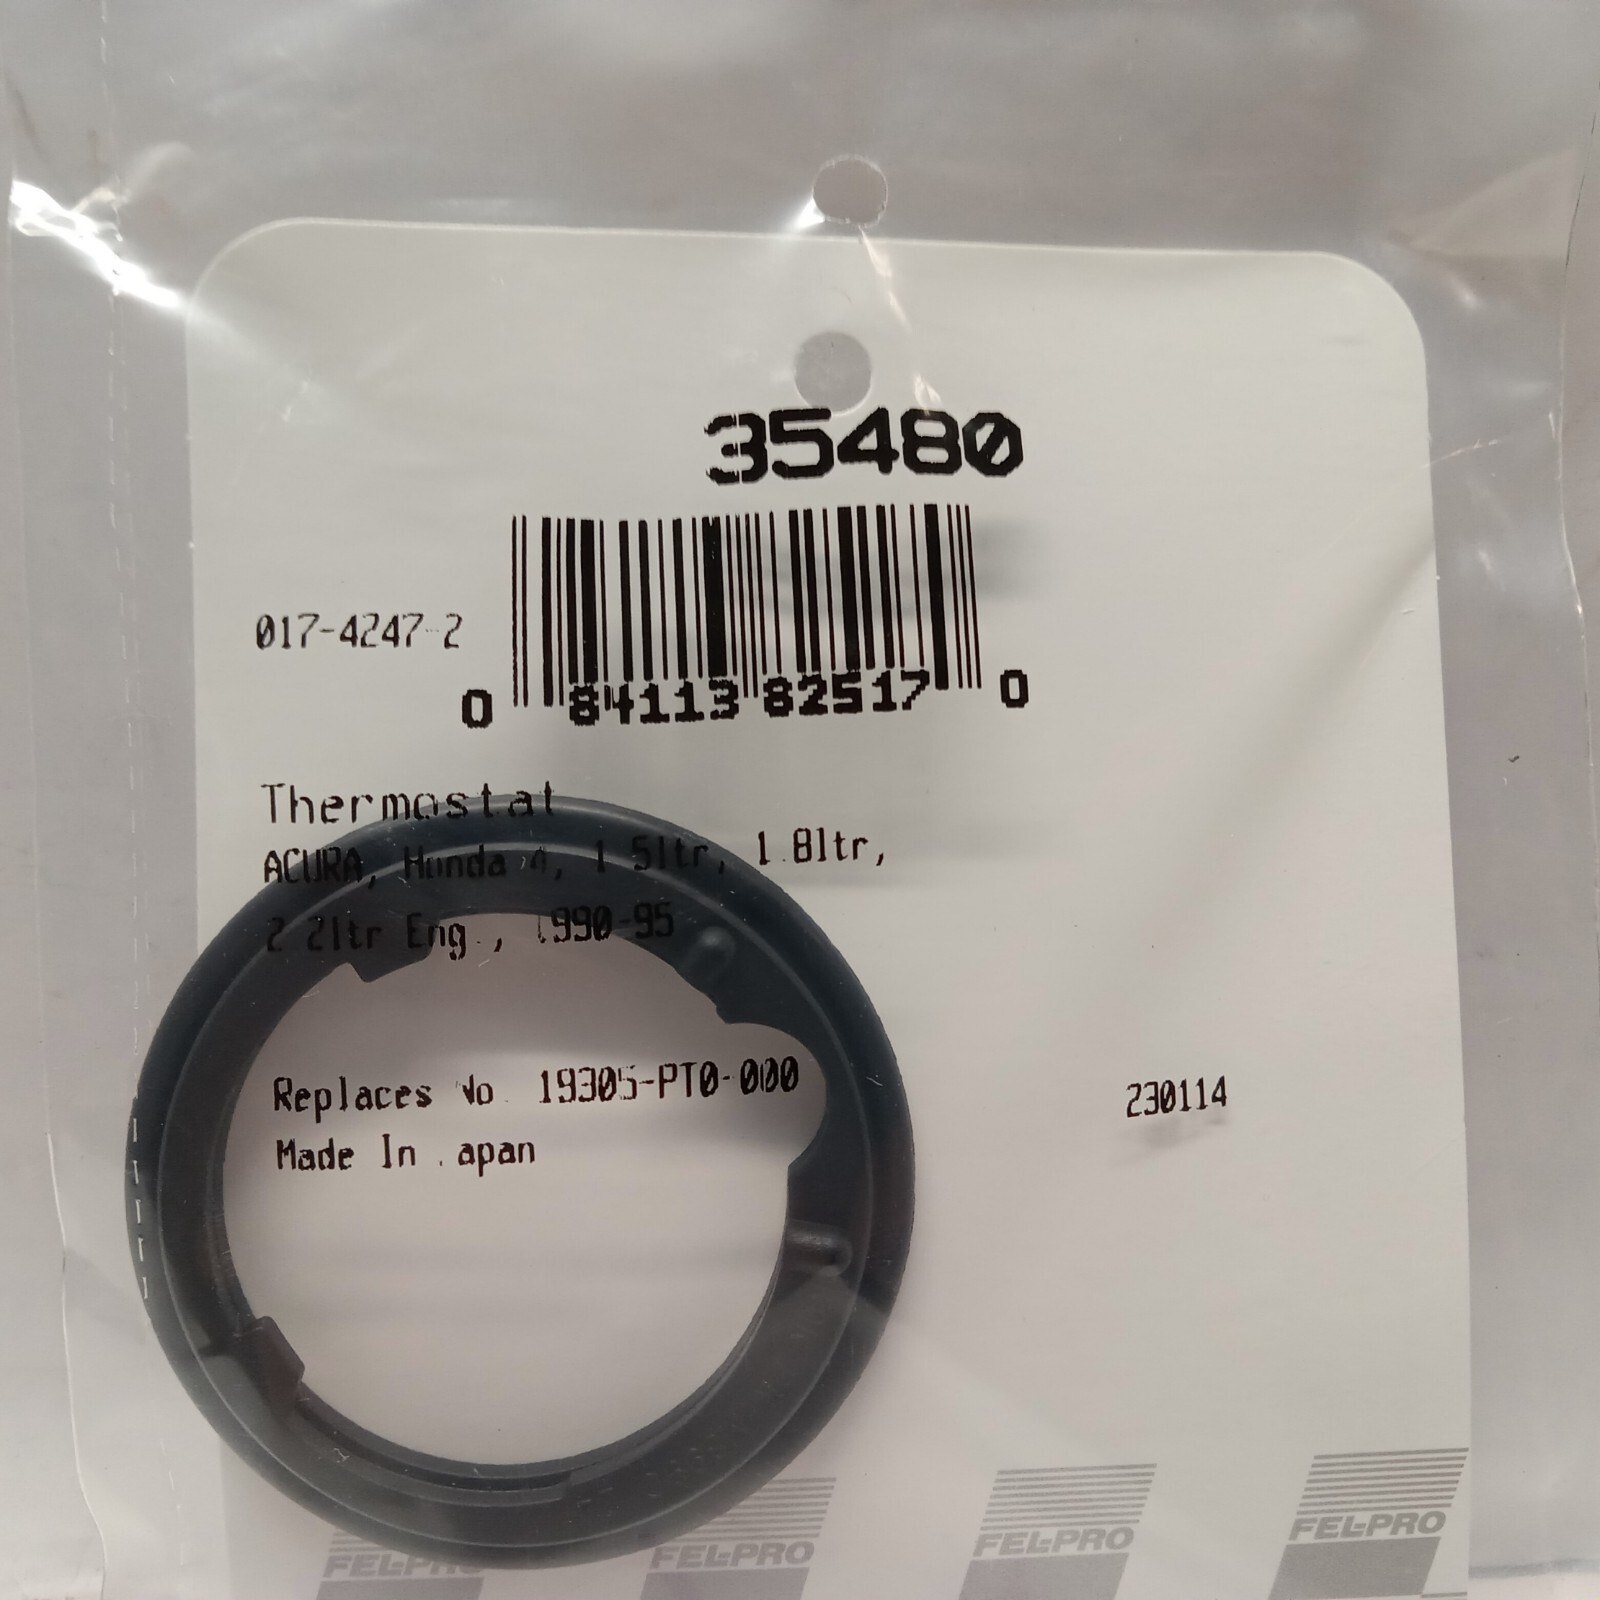 35480
017-4247-2
0 84113 82517 0
Thermostat
ACURA, Honda 4, 1.5ltr, 1.8ltr,
2.2ltr Eng., 1990-95
Replaces No. 19305-PT0-000
230114
Made In Japan
FEL-PRO FEL-PRO FEL-PRO FEL-PRO